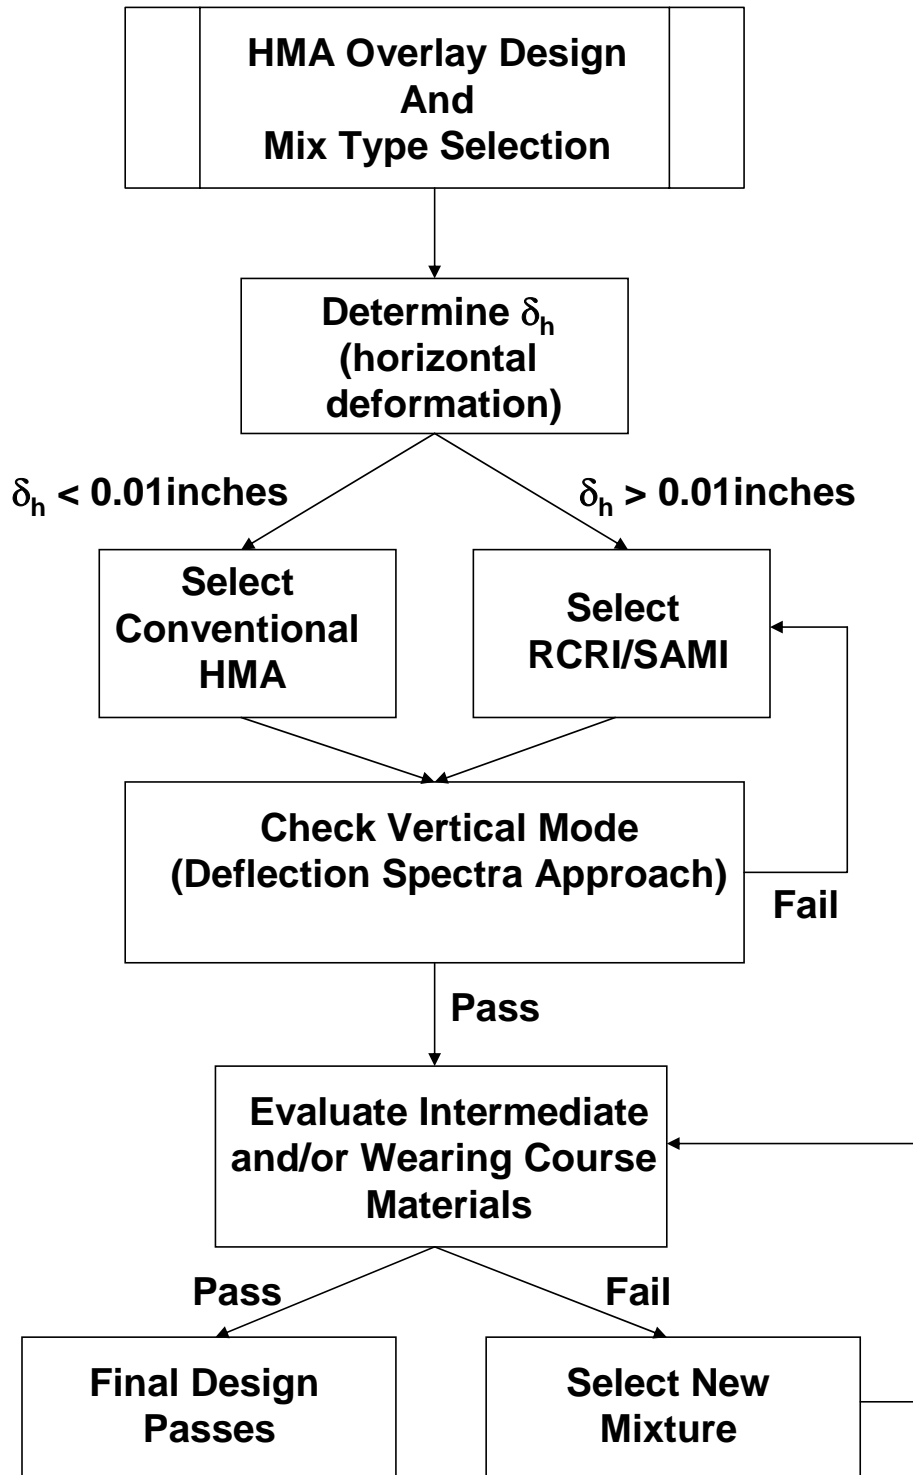 HMA Overlay Design
And
Mix Type Selection
Determine δh
(horizontal
deformation)
δh < 0.01inches
δh > 0.01inches
Select
Conventional
HMA
Select
RCRI/SAMI
Check Vertical Mode
(Deflection Spectra Approach)
Fail
Pass
Evaluate Intermediate
and/or Wearing Course
Materials
Pass
Fail
Final Design
Passes
Select New
Mixture